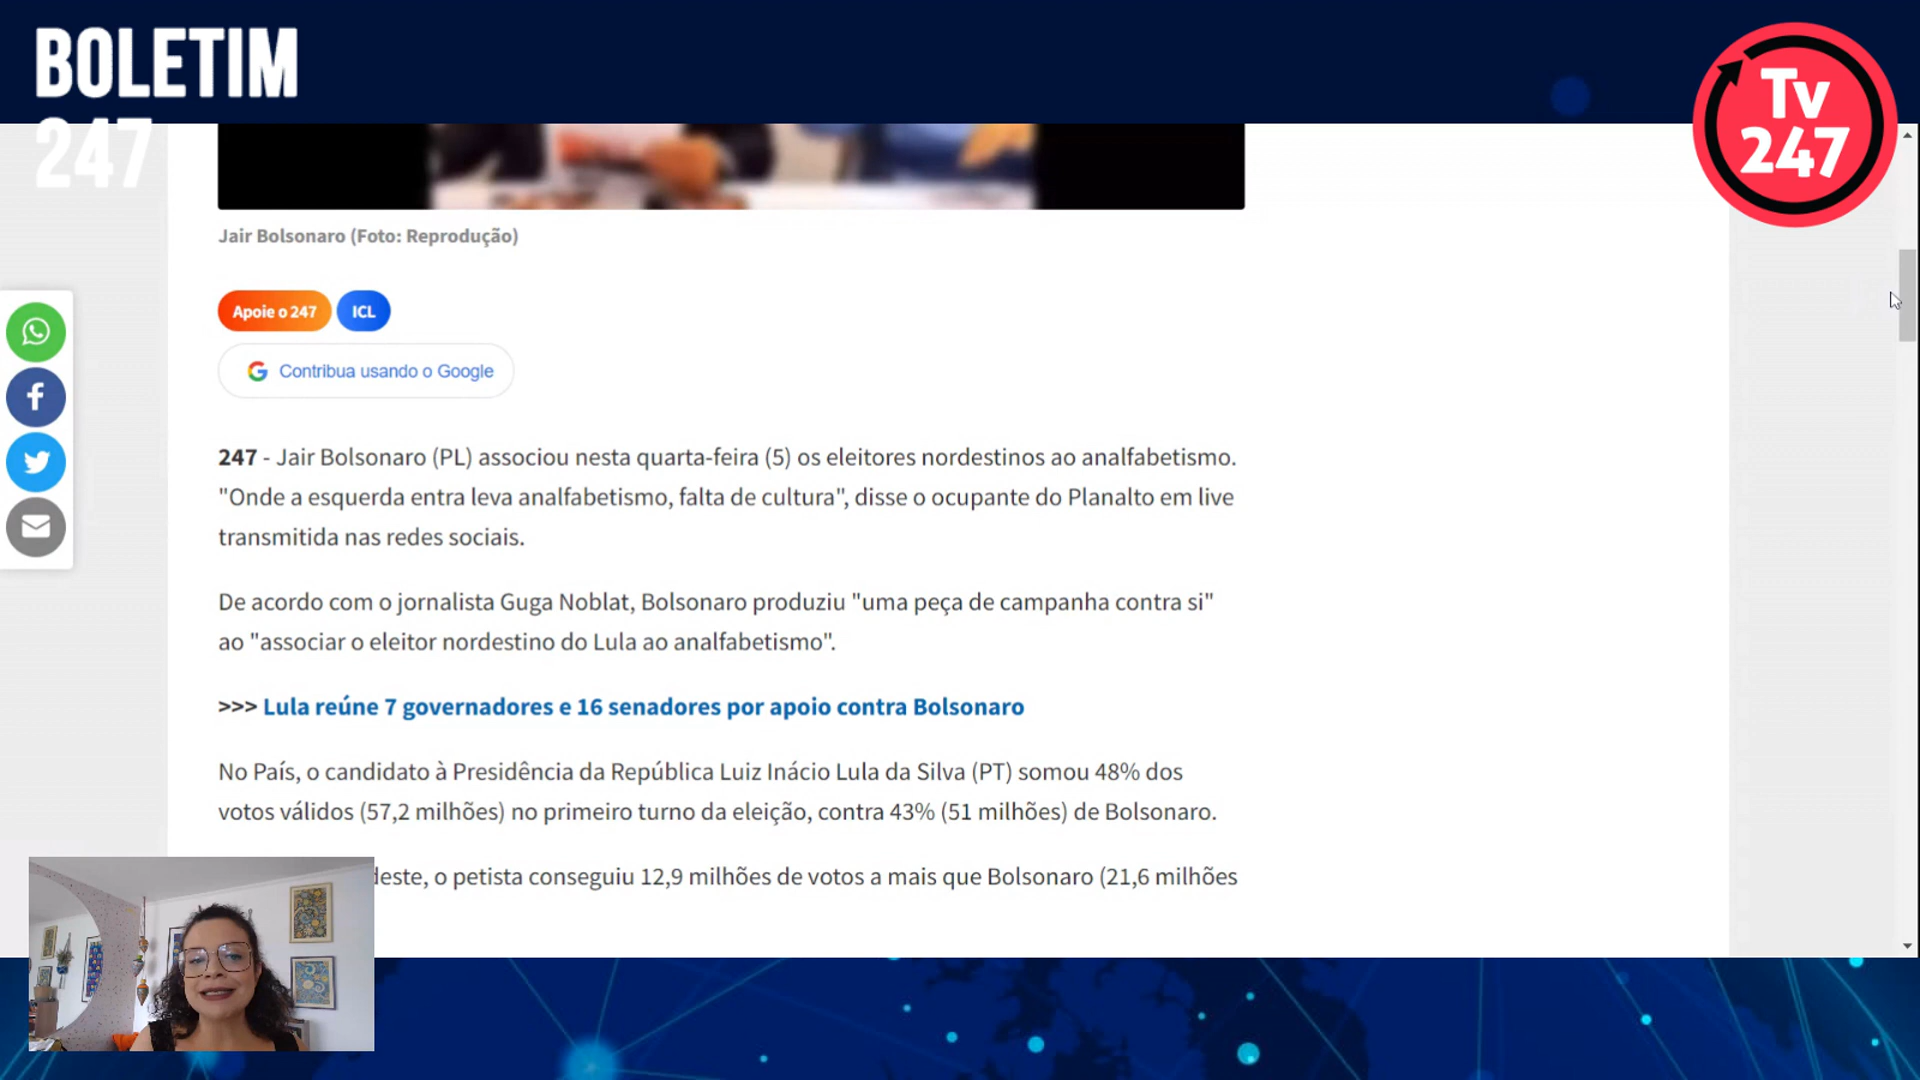 BOLETIM
247
Tv
247
Jair Bolsonaro (Foto: Reprodução)
Apoie o 247
ICL
Contribua usando o Google
247 - Jair Bolsonaro (PL) associou nesta quarta-feira (5) os eleitores nordestinos ao analfabetismo.
"Onde a esquerda entra leva analfabetismo, falta de cultura", disse o ocupante do Planalto em live
transmitida nas redes sociais.
De acordo com o jornalista Guga Noblat, Bolsonaro produziu "uma peça de campanha contra si"
ao "associar o eleitor nordestino do Lula ao analfabetismo".
>>> Lula reúne 7 governadores e 16 senadores por apoio contra Bolsonaro
No País, o candidato à Presidência da República Luiz Inácio Lula da Silva (PT) somou 48% dos
votos válidos (57,2 milhões) no primeiro turno da eleição, contra 43% (51 milhões) de Bolsonaro.
deste, o petista conseguiu 12,9 milhões de votos a mais que Bolsonaro (21,6 milhões